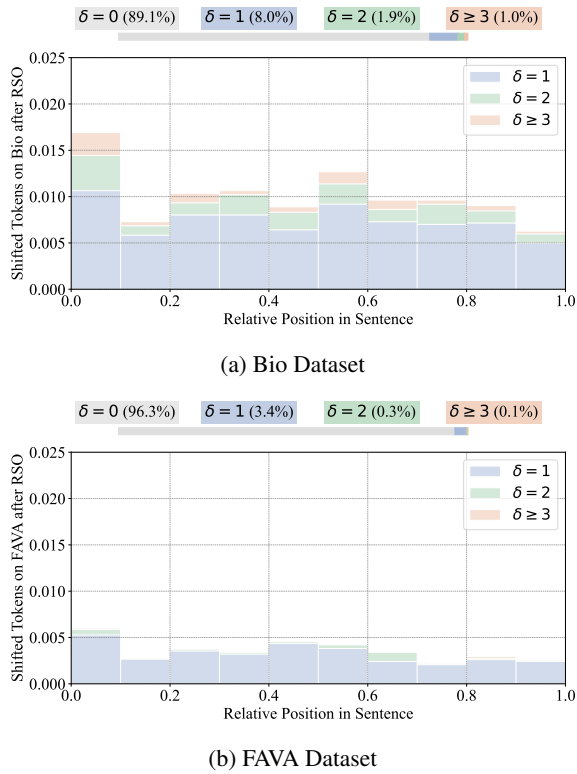 δ = 0 (89.1%) δ = 1 (8.0%) δ = 2 (1.9%) δ ≥ 3 (1.0%)
Shifted Tokens on Bio after RSO
0.025
0.020
0.015
0.010
0.005
0.000
δ = 1
δ = 2
δ ≥ 3
0.0 0.2 0.4 0.6 0.8 1.0
Relative Position in Sentence
(a) Bio Dataset
δ = 0 (96.3%) δ = 1 (3.4%) δ = 2 (0.3%) δ ≥ 3 (0.1%)
Shifted Tokens on FAVA after RSO
0.025
0.020
0.015
0.010
0.005
0.000
δ = 1
δ = 2
δ ≥ 3
0.0 0.2 0.4 0.6 0.8 1.0
Relative Position in Sentence
(b) FAVA Dataset